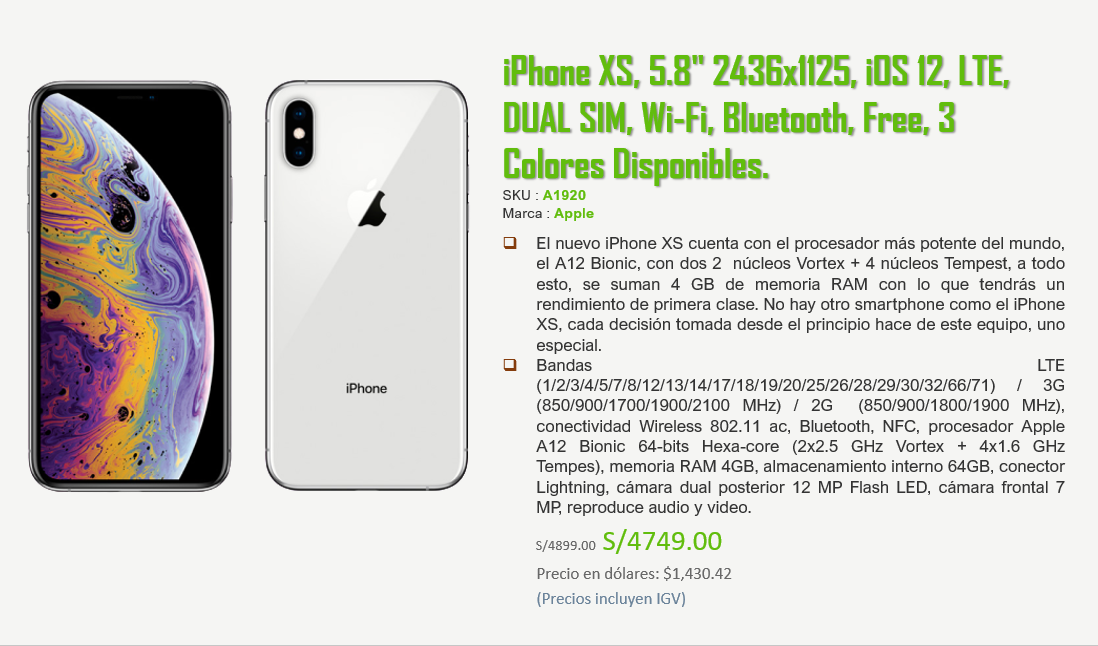 iPhone XS, 5.8" 2436x1125, iOS 12, LTE,
DUAL SIM, Wi-Fi, Bluetooth, Free, 3
Colores Disponibles.
SKU : A1920
Marca : Apple
El nuevo iPhone XS cuenta con el procesador más potente del mundo,
el A12 Bionic, con dos 2 núcleos Vortex + 4 núcleos Tempest, a todo
esto, se suman 4 GB de memoria RAM con lo que tendrás un
rendimiento de primera clase. No hay otro smartphone como el iPhone
XS, cada decisión tomada desde el principio hace de este equipo, uno
especial.
Bandas LTE
(1/2/3/4/5/7/8/12/13/14/17/18/19/20/25/26/28/29/30/32/66/71) / 3G
(850/900/1700/1900/2100 MHz) / 2G (850/900/1800/1900 MHz),
conectividad Wireless 802.11 ac, Bluetooth, NFC, procesador Apple
A12 Bionic 64-bits Hexa-core (2x2.5 GHz Vortex + 4x1.6 GHz
Tempes), memoria RAM 4GB, almacenamiento interno 64GB, conector
Lightning, cámara dual posterior 12 MP Flash LED, cámara frontal 7
MP, reproduce audio y video.
S/4899.00 S/4749.00
Precio en dólares: $1,430.42
(Precios incluyen IGV)
iPhone